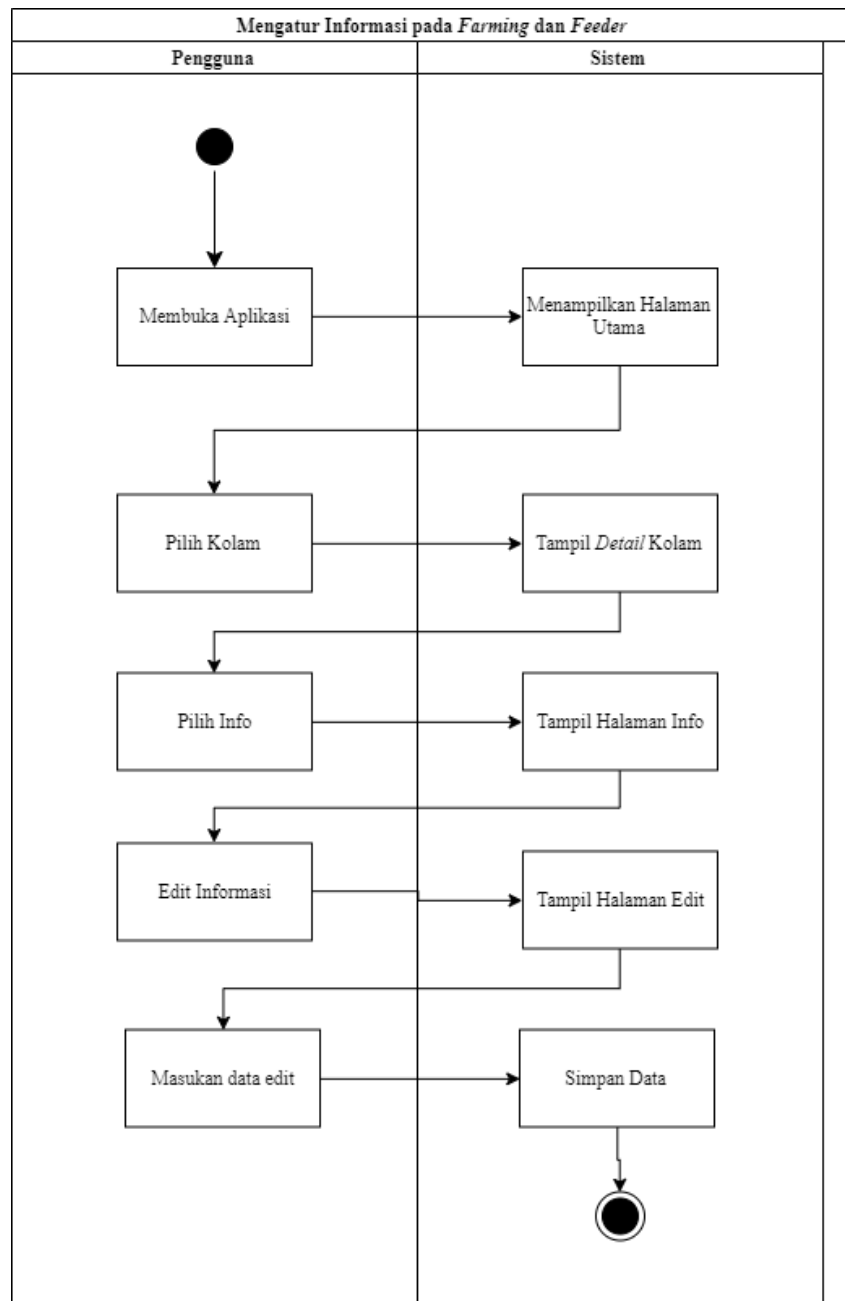 Mengatur Informasi pada Farming dan Feeder
Pengguna
Sistem
Membuka Aplikasi
Menampilkan Halaman
Utama
Pilih Kolam
Tampil Detail Kolam
Pilih Info
Tampil Halaman Info
Edit Informasi
Tampil Halaman Edit
Masukan data edit
Simpan Data